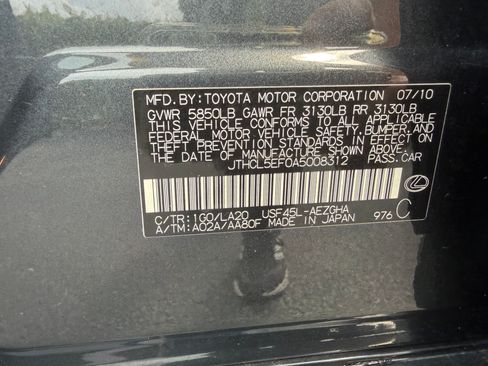 MFD.BY:TOYOTA MOTOR CORPORATION 07/10
GVWR 5850LB GAWR FR 3130LB RR 3130LB
THIS VEHICLE CONFORMS TO ALL APPLICABLE
FEDERAL MOTOR VEHICLE SAFETY,BUMPER,AND
THEFT PREVENTION STANDARDS IN EFFECT ON
THE DATE OF MANUFACTURE SHOWN ABOVE.
JTHCL5EF0A5008312 PASS.CAR
C/TR:1G0/LA20 USF45L-AEZGHA
A/TM:A02A/AA80F MADE IN JAPAN 976 C